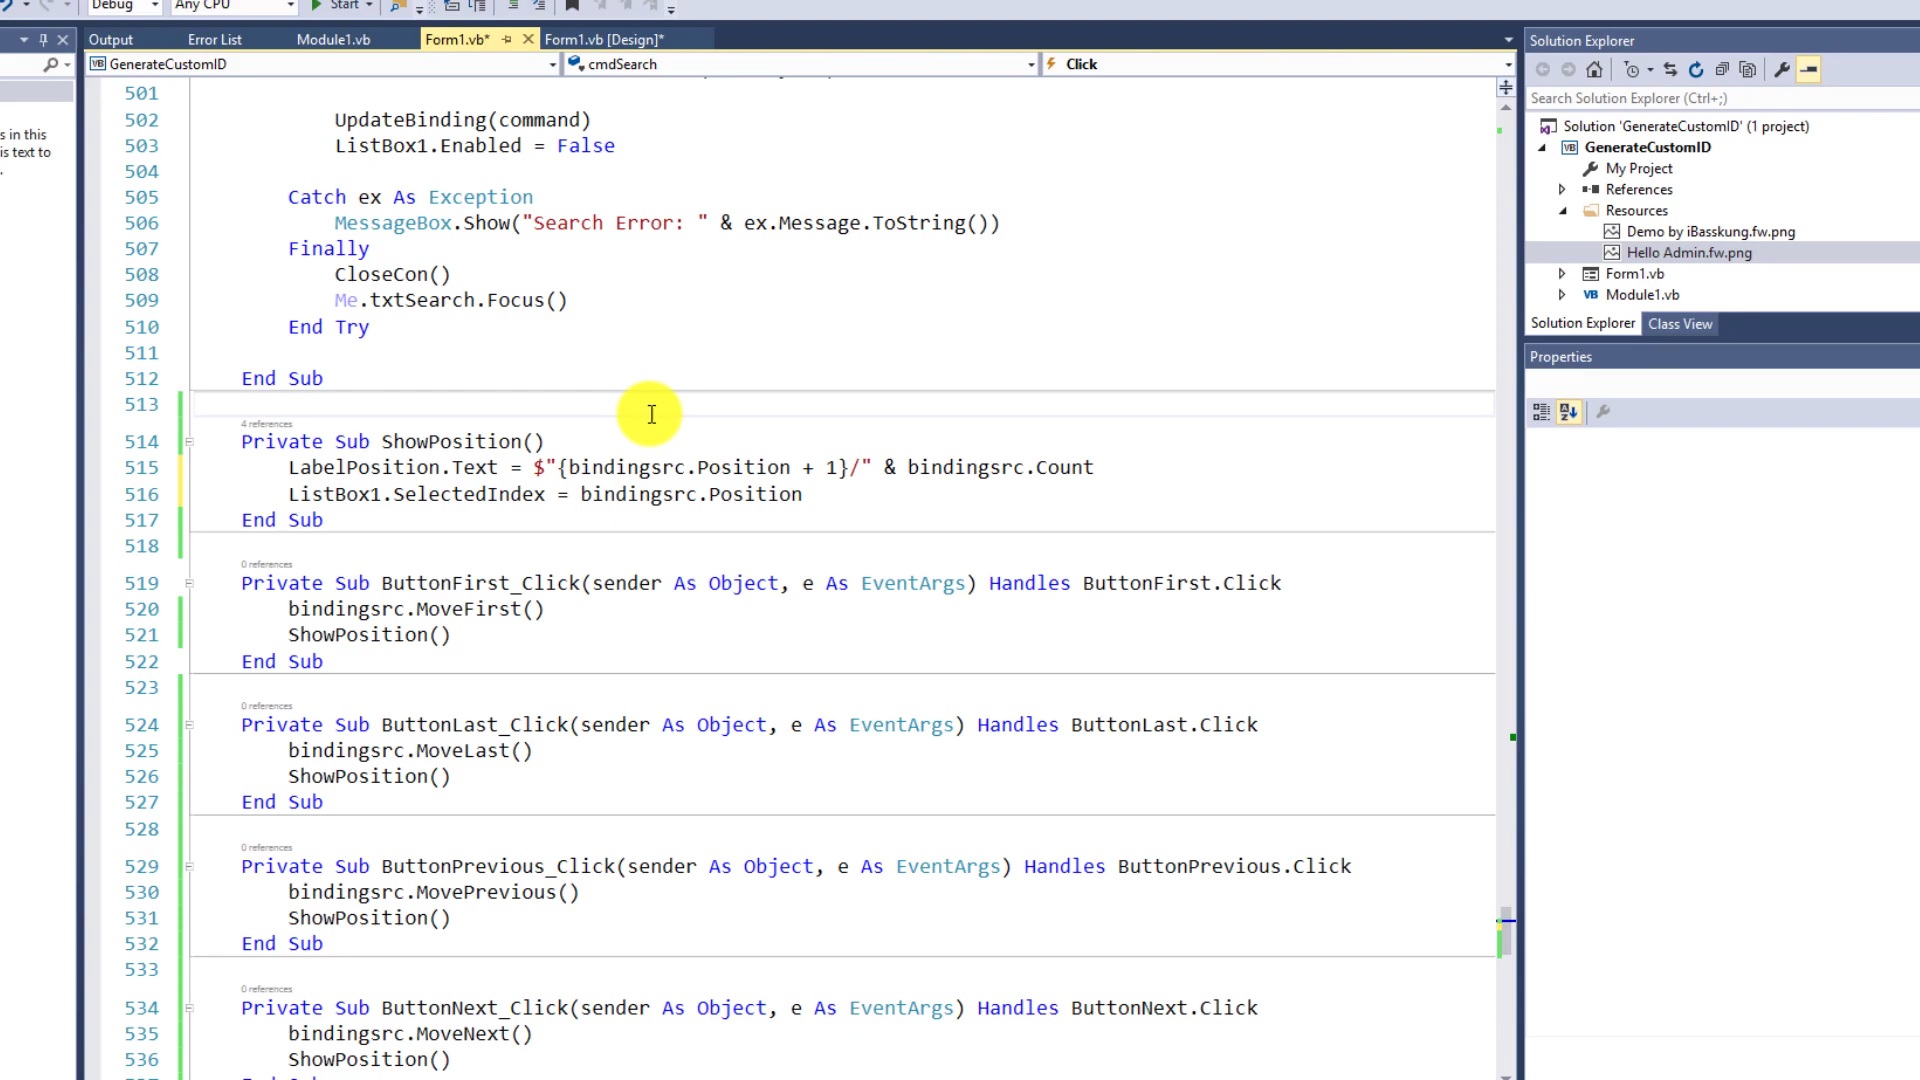 Debug
Any CPU
Start
Output
Error List
Module1.vb
Form1.vb*
Form1.vb [Design]*
GenerateCustomID
cmdSearch
Click
s in this
is text to
.
501
502 UpdateBinding(command)
503 ListBox1.Enabled = False
504
505 Catch ex As Exception
506 MessageBox.Show("Search Error: " & ex.Message.ToString())
507 Finally
508 CloseCon()
509 Me.txtSearch.Focus()
510 End Try
511
512 End Sub
513
4 references
514 Private Sub ShowPosition()
515 LabelPosition.Text = $"{bindingsrc.Position + 1}/" & bindingsrc.Count
516 ListBox1.SelectedIndex = bindingsrc.Position
517 End Sub
518
0 references
519 Private Sub ButtonFirst_Click(sender As Object, e As EventArgs) Handles ButtonFirst.Click
520 bindingsrc.MoveFirst()
521 ShowPosition()
522 End Sub
523
0 references
524 Private Sub ButtonLast_Click(sender As Object, e As EventArgs) Handles ButtonLast.Click
525 bindingsrc.MoveLast()
526 ShowPosition()
527 End Sub
528
0 references
529 Private Sub ButtonPrevious_Click(sender As Object, e As EventArgs) Handles ButtonPrevious.Click
530 bindingsrc.MovePrevious()
531 ShowPosition()
532 End Sub
533
0 references
534 Private Sub ButtonNext_Click(sender As Object, e As EventArgs) Handles ButtonNext.Click
535 bindingsrc.MoveNext()
536 ShowPosition()
Solution Explorer
Search Solution Explorer (Ctrl+;)
Solution 'GenerateCustomID' (1 project)
GenerateCustomID
My Project
References
Resources
Demo by iBasskung.fw.png
Hello Admin.fw.png
Form1.vb
Module1.vb
Solution Explorer
Class View
Properties